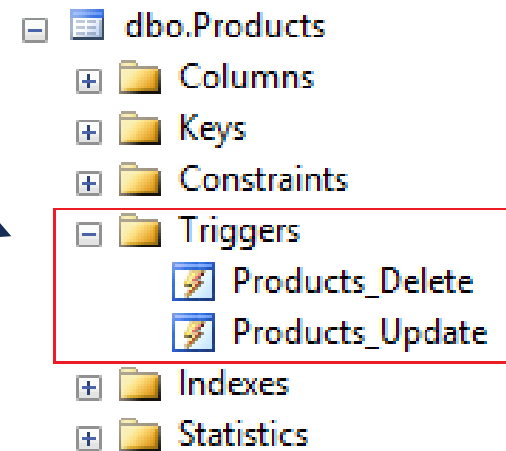 dbo.Products
Columns
Keys
Constraints
Triggers
Products_Delete
Products_Update
Indexes
Statistics